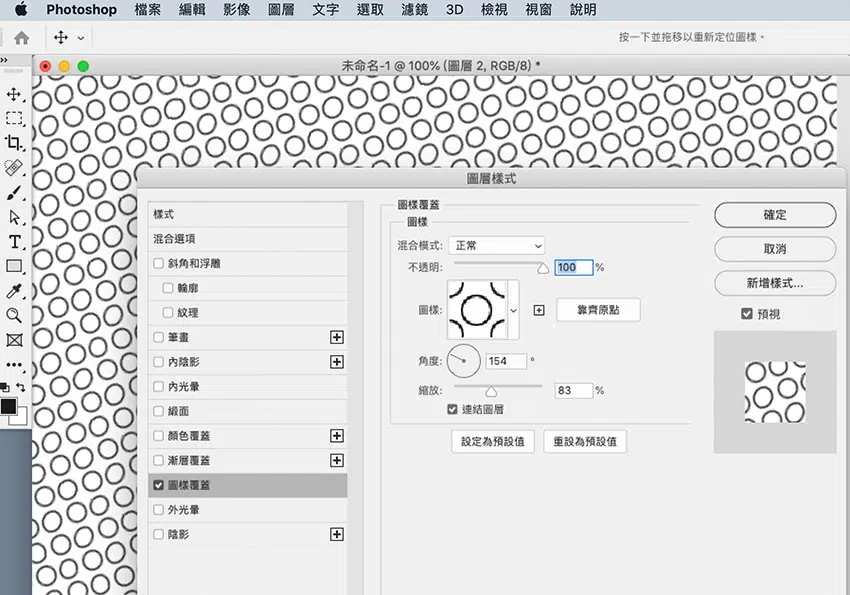 Photoshop 檔案 編輯 影像 圖層 文字 選取 濾鏡 3D 檢視 視窗 說明
按一下並拖移以重新定位圖樣。
未命名-1 @ 100% (圖層 2, RGB/8) *
圖層樣式
樣式
混合選項
斜角和浮雕
輪廓
紋理
筆畫
內陰影
內光暈
緞面
顏色覆蓋
漸層覆蓋
圖樣覆蓋
外光暈
陰影
圖樣覆蓋
圖樣
混合模式: 正常
不透明: 100 %
圖樣: 靠齊原點
角度: 154 °
縮放: 83 %
連結圖層
設定為預設值 重設為預設值
確定
取消
新增樣式...
預視